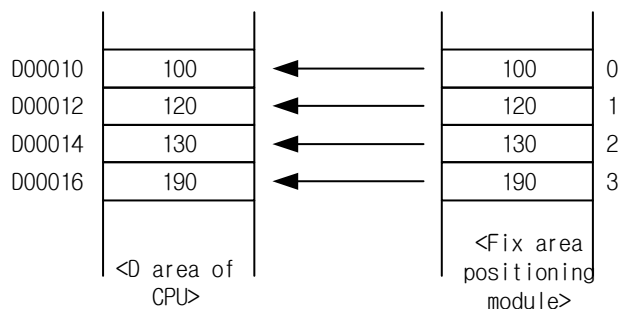 D00010 100 100 0
D00012 120 120 1
D00014 130 130 2
D00016 190 190 3
<D area of
CPU>
<Fix area
positioning
module>